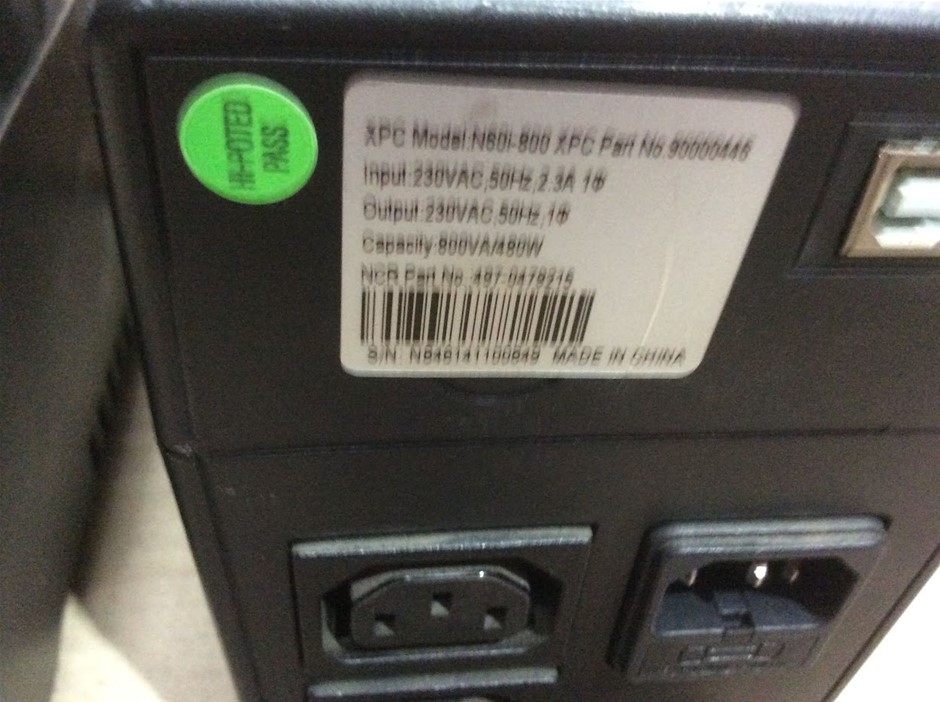 HI-POTED
PASS
XPC Model:N60i-800 XPC Part No.90000446
Input:230VAC,50Hz,2.3A 1Φ
Output:230VAC,50Hz,1Φ
Capacity:800VA/480W
NCR Part No.:497-0479215
S/N: MADE IN CHINA